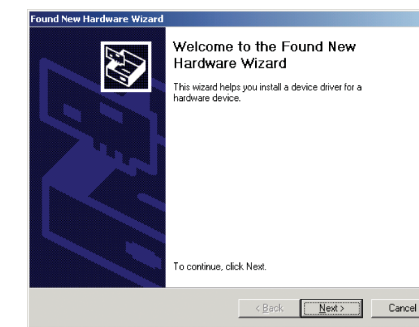 Found New Hardware Wizard
Welcome to the Found New
Hardware Wizard
This wizard helps you install a device driver for a
hardware device.
To continue, click Next.
< Back
Next >
Cancel